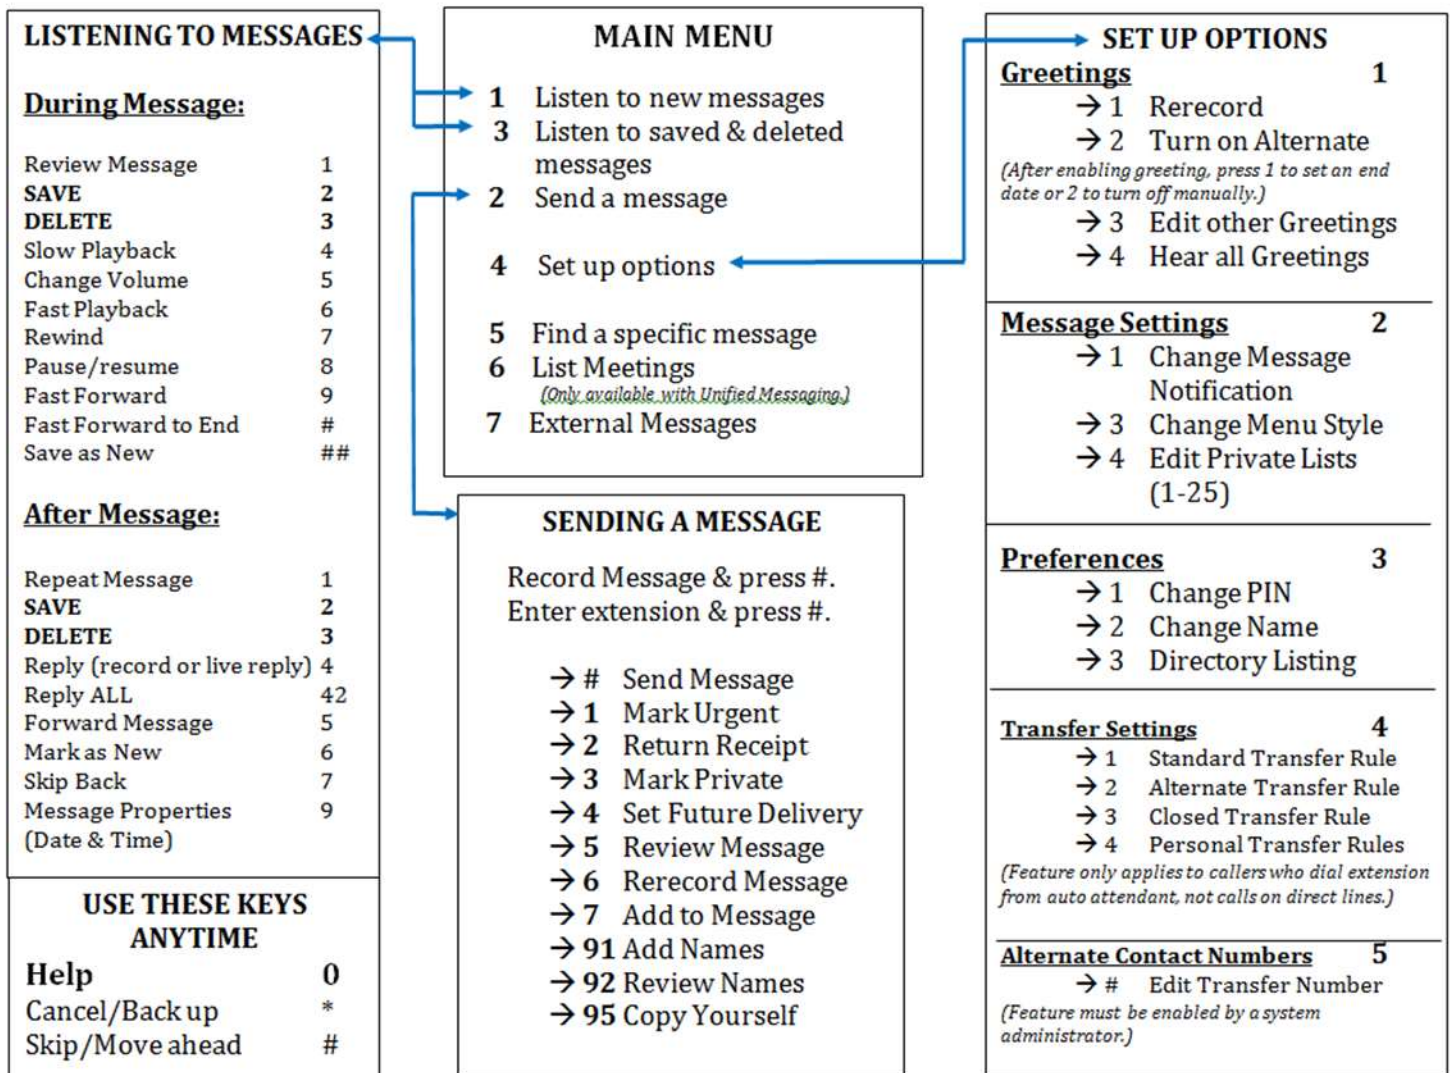 LISTENING TO MESSAGES
During Message:
Review Message 1
SAVE 2
DELETE 3
Slow Playback 4
Change Volume 5
Fast Playback 6
Rewind 7
Pause/resume 8
Fast Forward 9
Fast Forward to End #
Save as New ##
After Message:
Repeat Message 1
SAVE 2
DELETE 3
Reply (record or live reply) 4
Reply ALL 42
Forward Message 5
Mark as New 6
Skip Back 7
Message Properties 9
(Date & Time)
USE THESE KEYS
ANYTIME
Help 0
Cancel/Back up *
Skip/Move ahead #
MAIN MENU
1 Listen to new messages
3 Listen to saved & deleted
messages
2 Send a message
4 Set up options
5 Find a specific message
6 List Meetings
(Only available with Unified Messaging.)
7 External Messages
SENDING A MESSAGE
Record Message & press #.
Enter extension & press #.
→ # Send Message
→ 1 Mark Urgent
→ 2 Return Receipt
→ 3 Mark Private
→ 4 Set Future Delivery
→ 5 Review Message
→ 6 Rerecord Message
→ 7 Add to Message
→ 91 Add Names
→ 92 Review Names
→ 95 Copy Yourself
SET UP OPTIONS
Greetings 1
→ 1 Rerecord
→ 2 Turn on Alternate
(After enabling greeting, press 1 to set an end
date or 2 to turn off manually.)
→ 3 Edit other Greetings
→ 4 Hear all Greetings
Message Settings 2
→ 1 Change Message
Notification
→ 3 Change Menu Style
→ 4 Edit Private Lists
(1-25)
Preferences 3
→ 1 Change PIN
→ 2 Change Name
→ 3 Directory Listing
Transfer Settings 4
→ 1 Standard Transfer Rule
→ 2 Alternate Transfer Rule
→ 3 Closed Transfer Rule
→ 4 Personal Transfer Rules
(Feature only applies to callers who dial extension
from auto attendant, not calls on direct lines.)
Alternate Contact Numbers 5
→ # Edit Transfer Number
(Feature must be enabled by a system
administrator.)